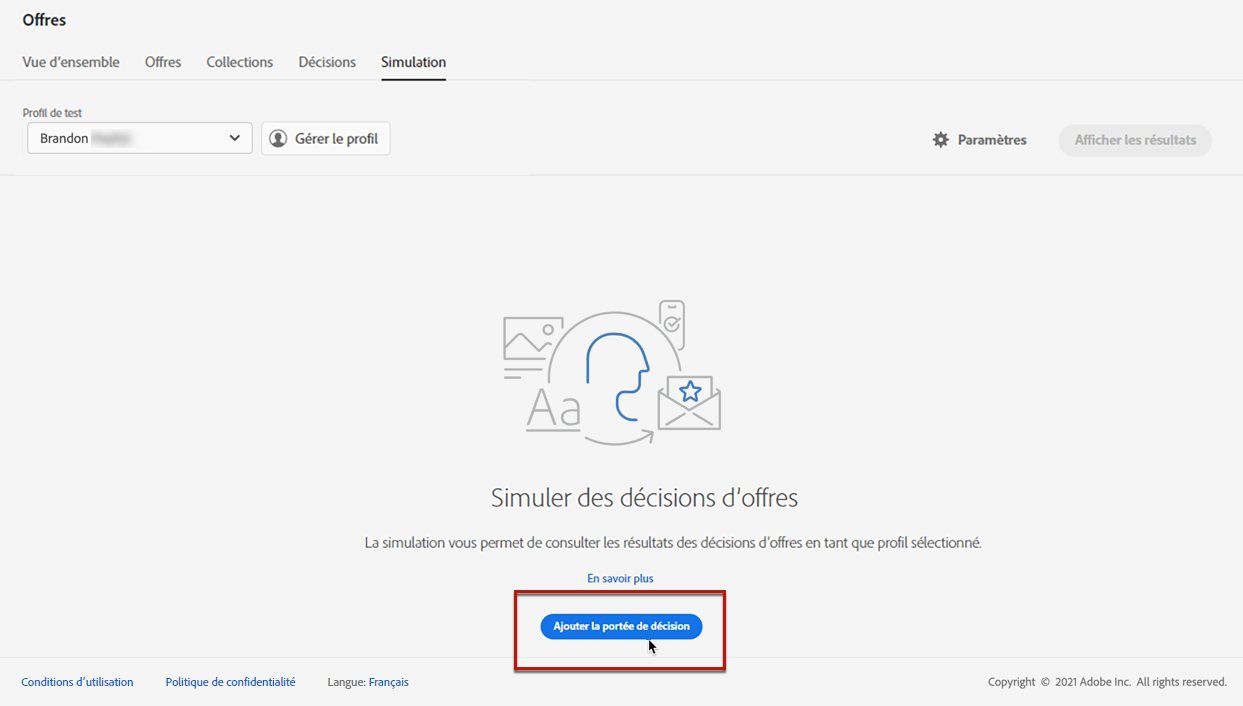 Offres
Vue d'ensemble Offres Collections Décisions Simulation
Profil de test
Brandon
Gérer le profil
Paramètres
Afficher les résultats
Aa
Simuler des décisions d'offres
La simulation vous permet de consulter les résultats des décisions d'offres en tant que profil sélectionné.
En savoir plus
Ajouter la portée de décision
Conditions d'utilisation Politique de confidentialité Langue: Français Copyright © 2021 Adobe Inc. All rights reserved.